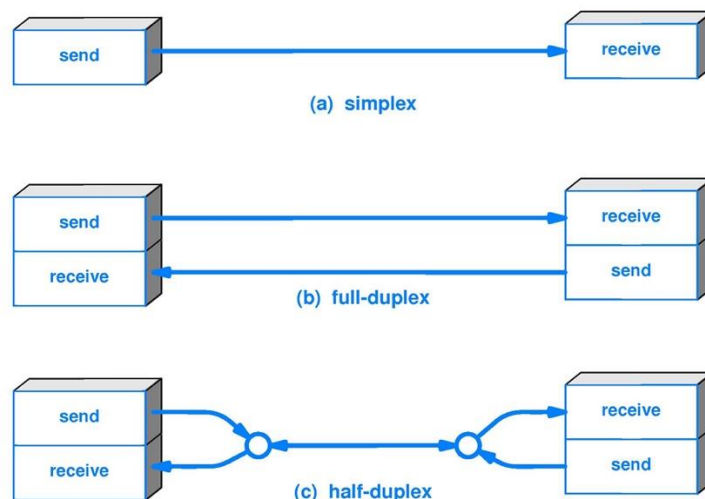 send receive
(a) simplex
send receive
receive send
(b) full-duplex
send receive
receive send
(c) half-duplex